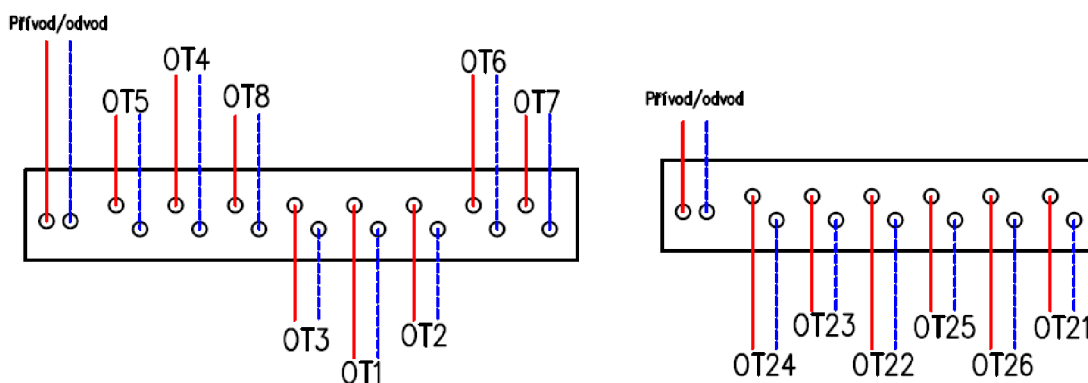 Přívod/odvod
OT5
OT4
OT8
OT3
OT1
OT2
OT6
OT7
Přívod/odvod
OT24
OT23
OT22
OT25
OT26
OT21